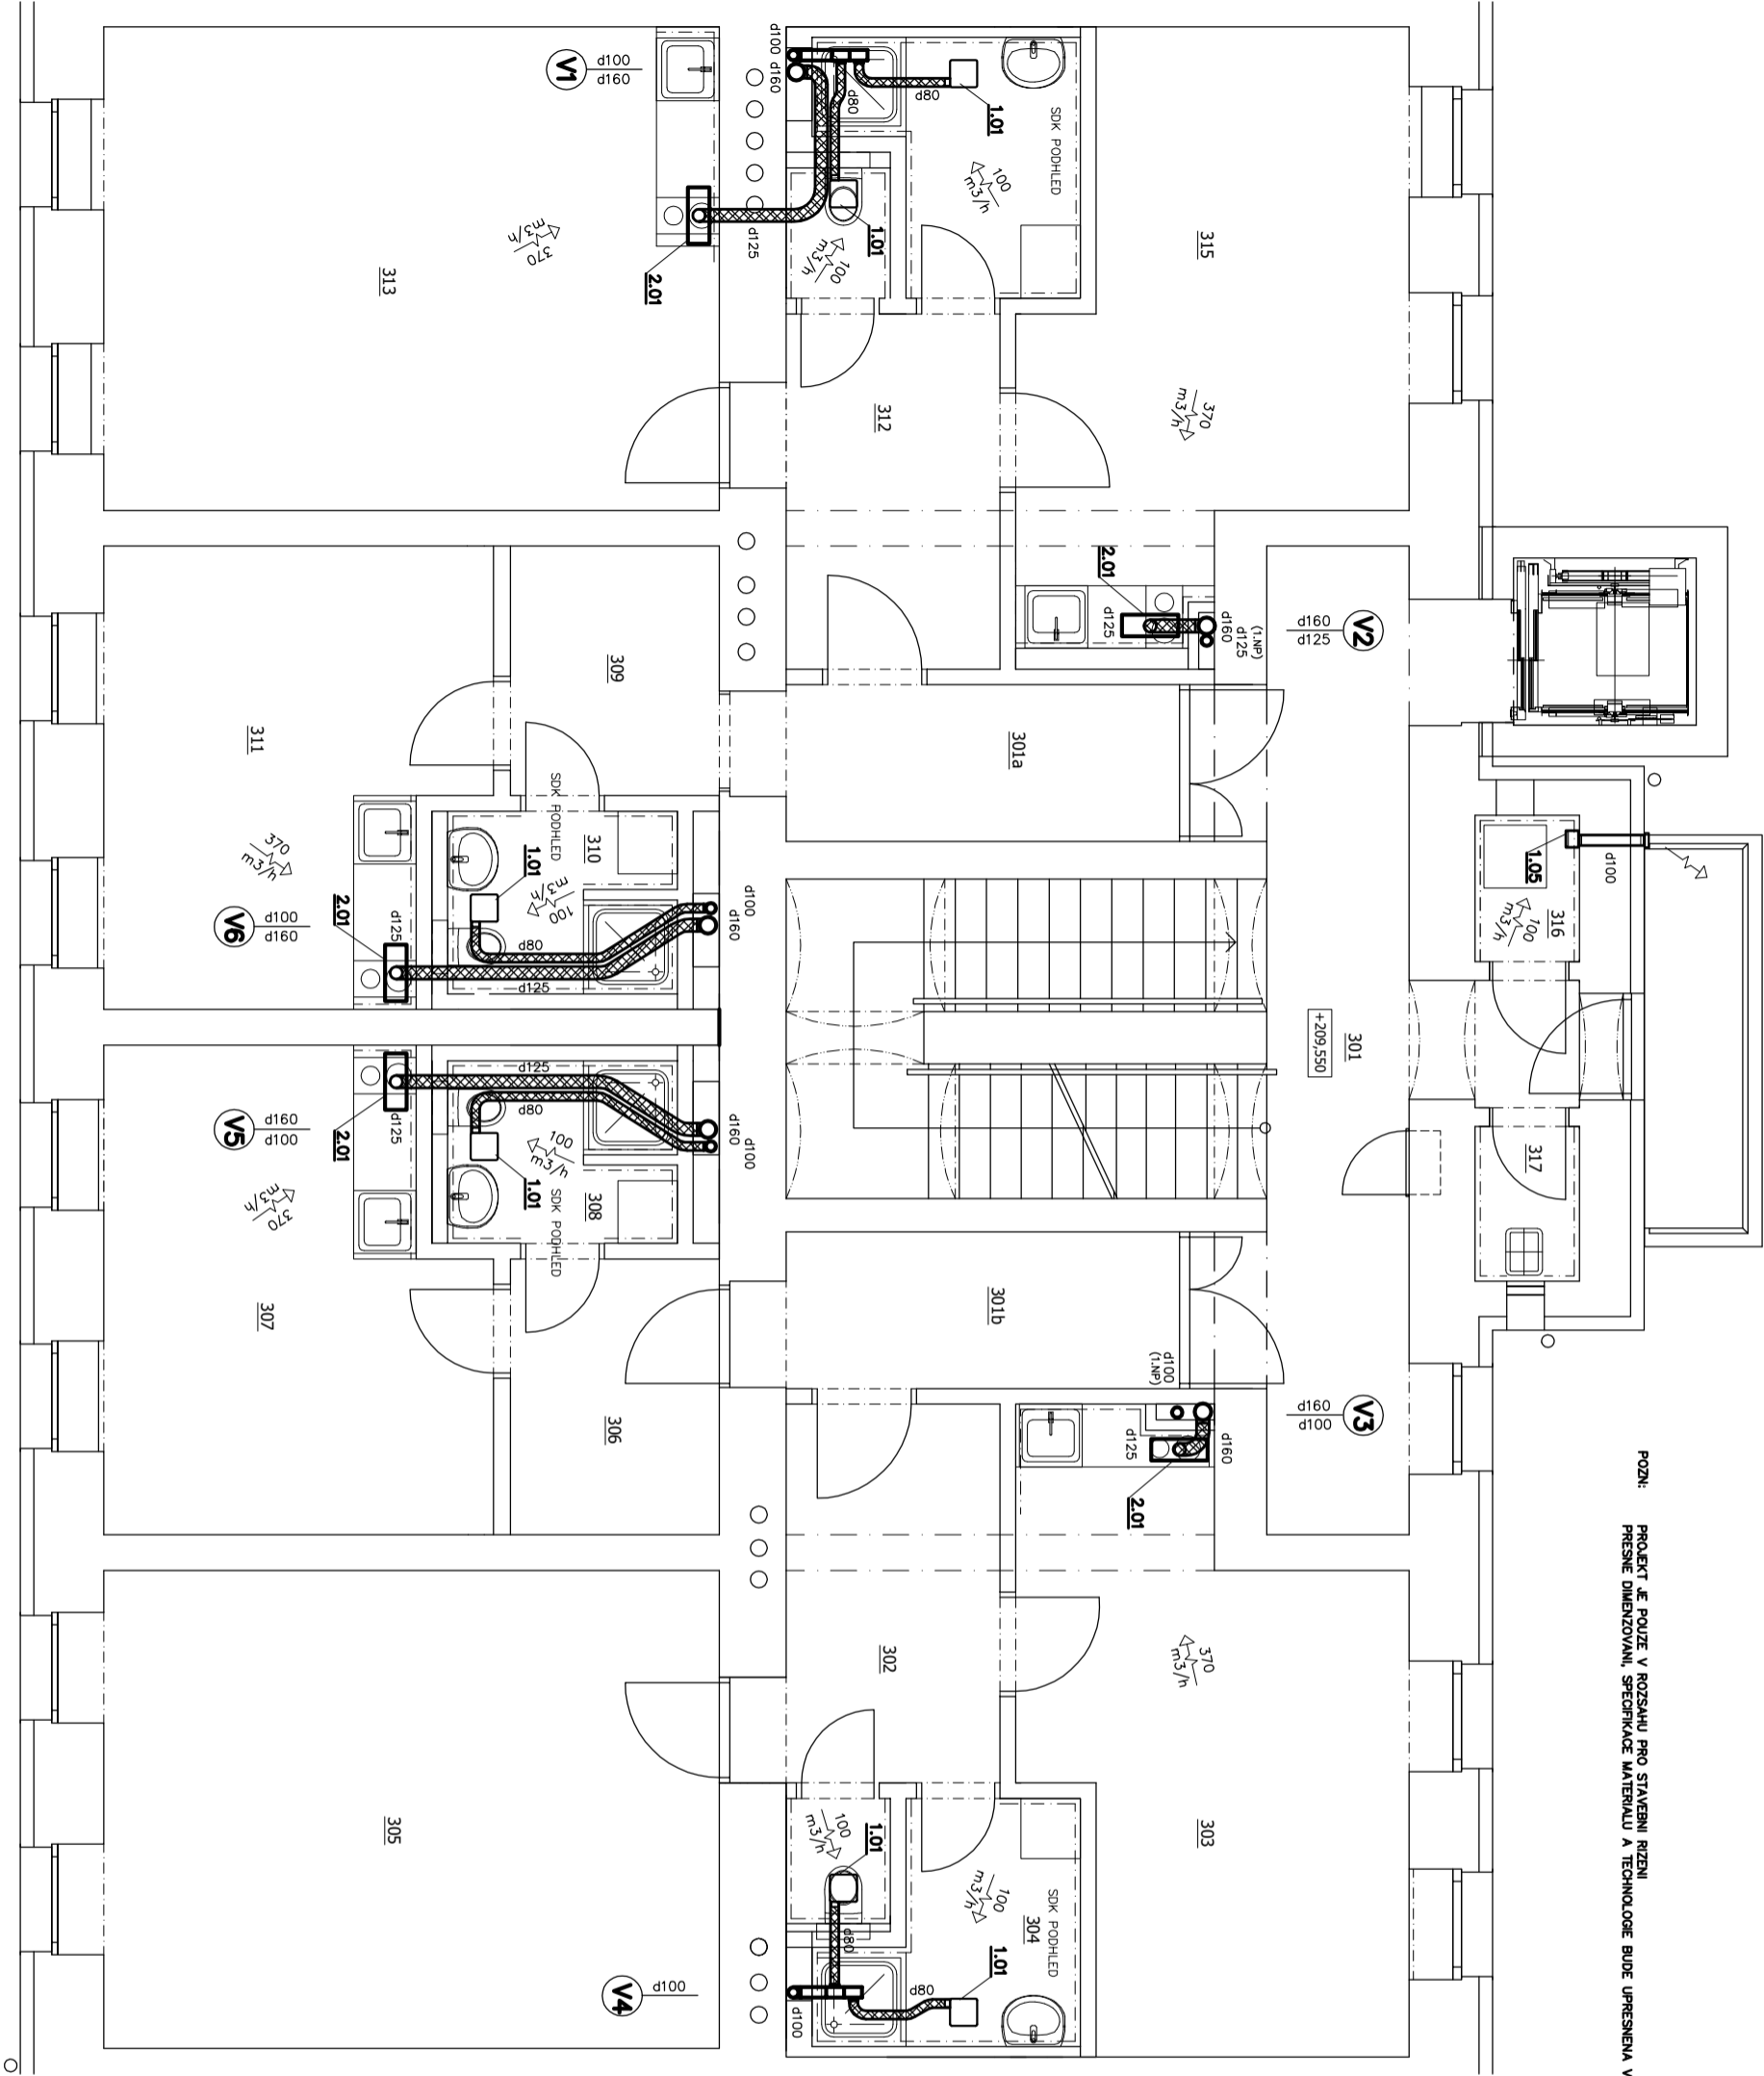 POZN:
PROJEKT JE POUZE V ROZSAHU PRO STAVEBNI RIZENI
PRESNE DIMENZOVANI, SPECIFIKACE MATERIALU A TECHNOLOGIE BUDE UPRESNENA V
d100
1.05
316
100
m3/h
317
V2
d160
d125
301
+209,550
V3
d160
d100
315
SDK PODHLED
1.01
d80
100
m3/h
370
m3/h
2.01
d125
d160
d125
(1.NP)
301a
301b
d100
(1.NP)
d160
d125
2.01
370
m3/h
303
SDK PODHLED
304
100
m3/h
1.01
d80
d100
d160
d80
1.01
100
m3/h
312
302
100
m3/h
1.01
d80
d100
d125
2.01
V1
d100
d160
370
m3/h
313
309
d100
d160
310
SDK PODHLED
1.01
100
m3/h
d80
d125
311
370
m3/h
2.01
d125
V6
d100
d160
d160
d100
d125
d80
100
m3/h
308
SDK PODHLED
1.01
306
V5
d160
d100
2.01
d125
370
m3/h
307
305
V4
d100